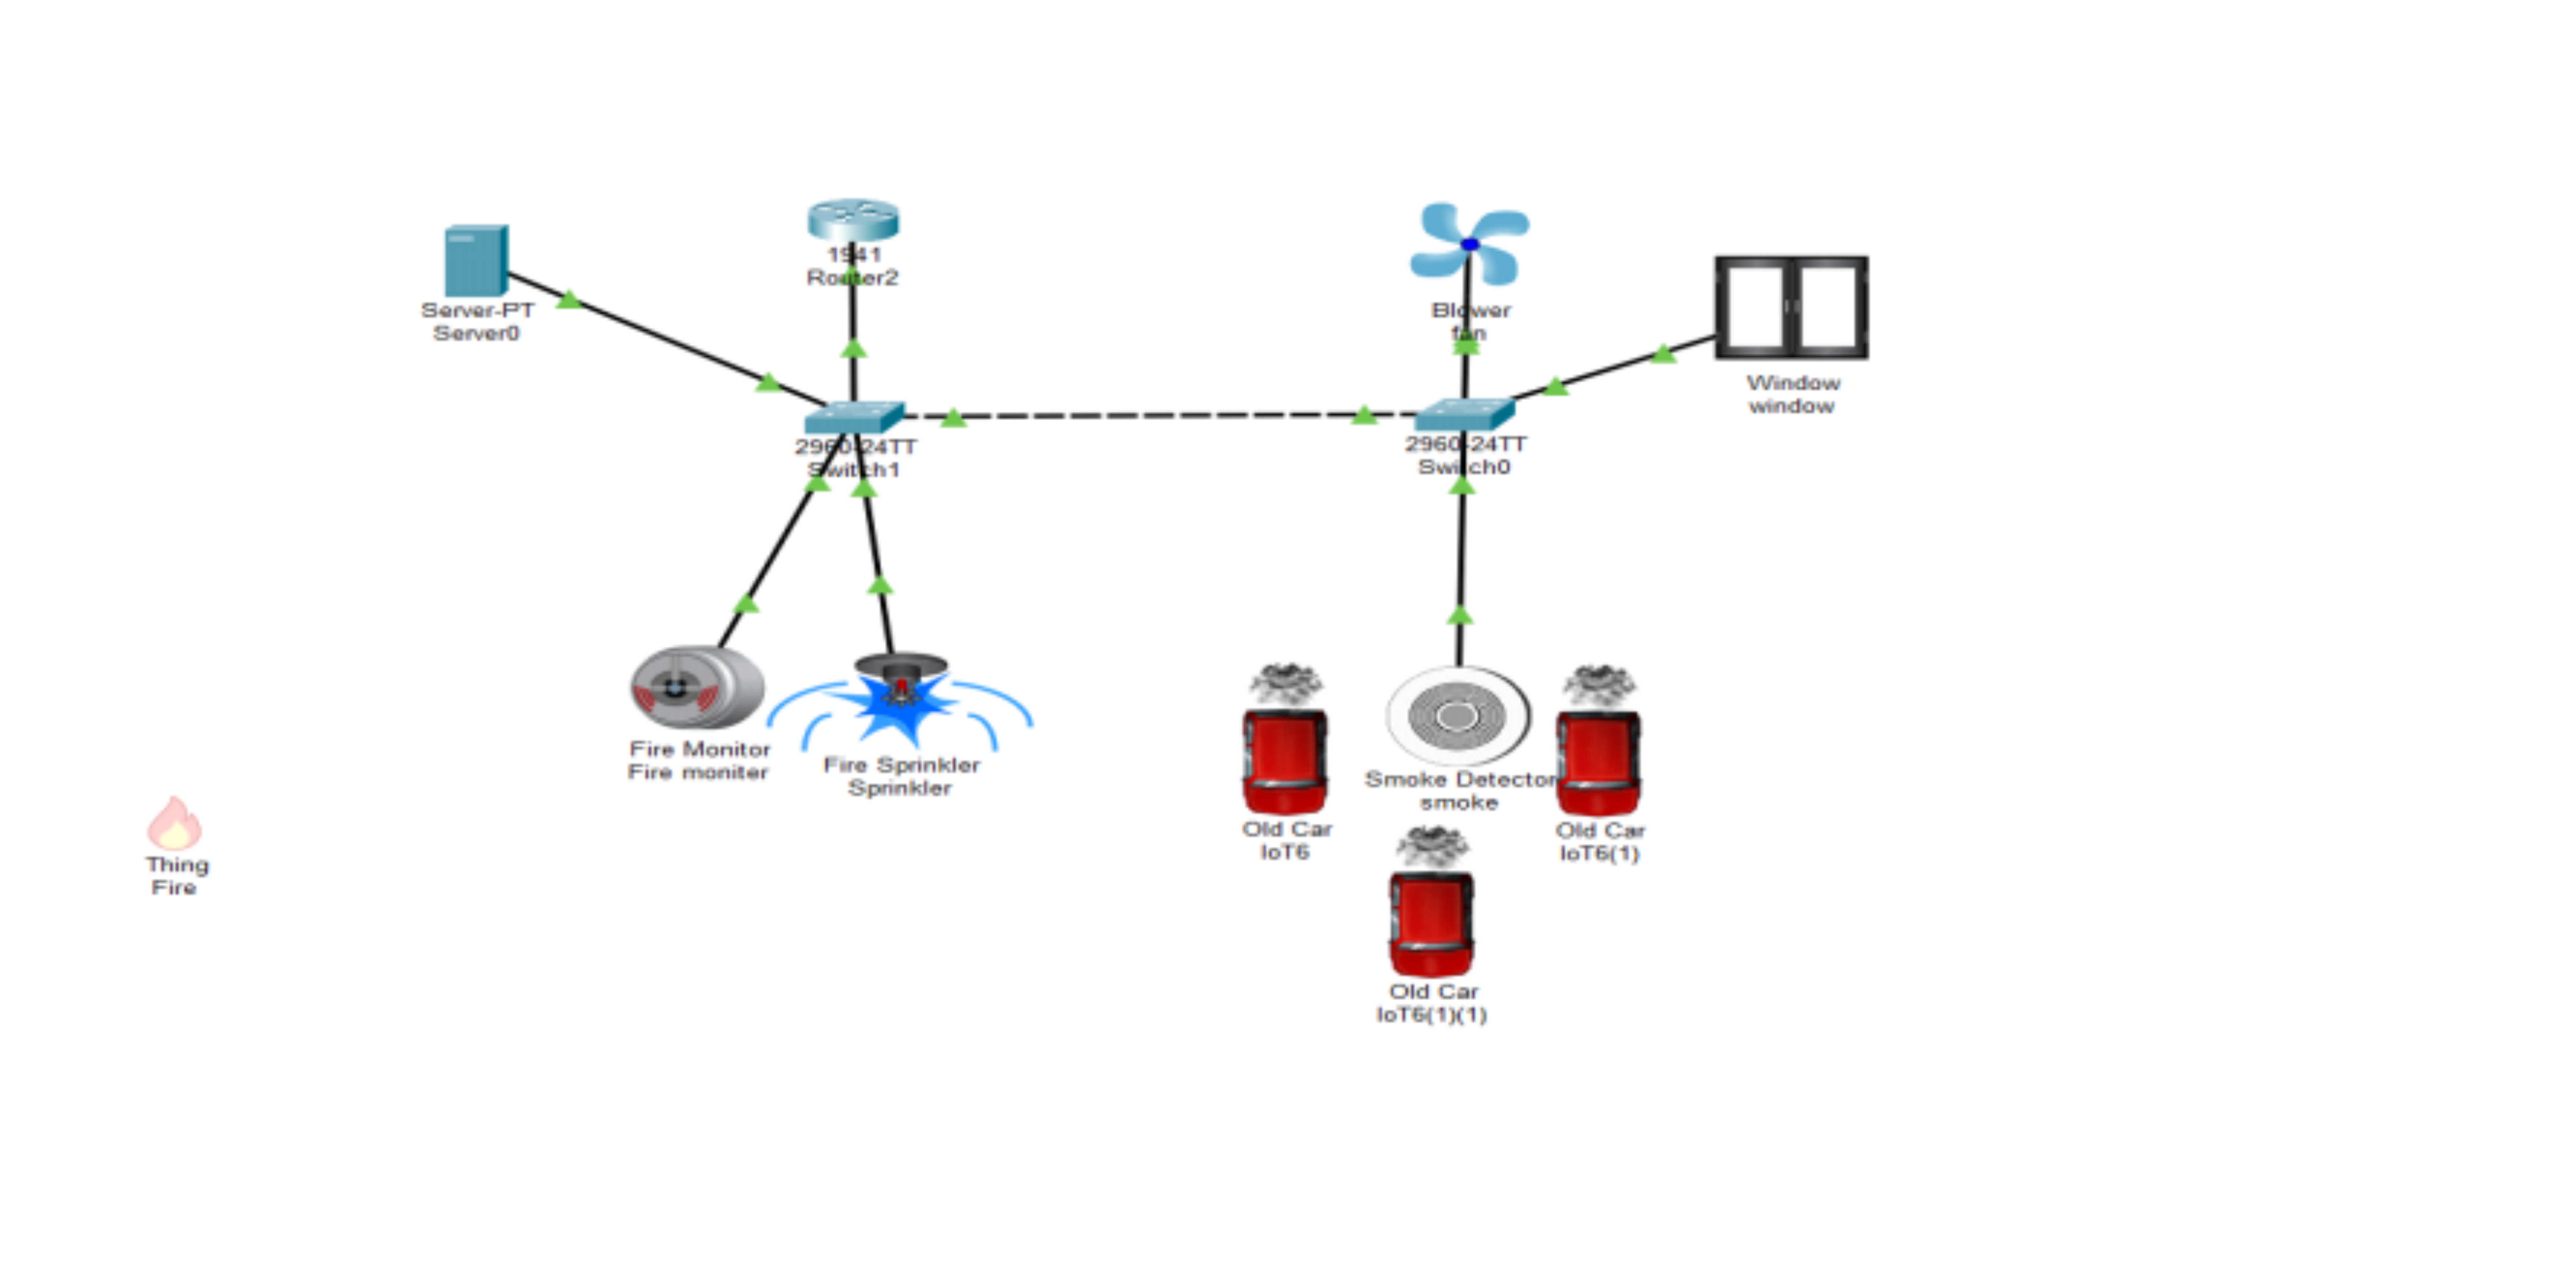 1941
Router2
Server-PT
Server0
Blower
fan
Window
window
2960-24TT
Switch1
2960-24TT
Switch0
Fire Monitor
Fire moniter
Fire Sprinkler
Sprinkler
Smoke Detector
smoke
Old Car
IoT6
Old Car
IoT6(1)
Thing
Fire
Old Car
IoT6(1)(1)